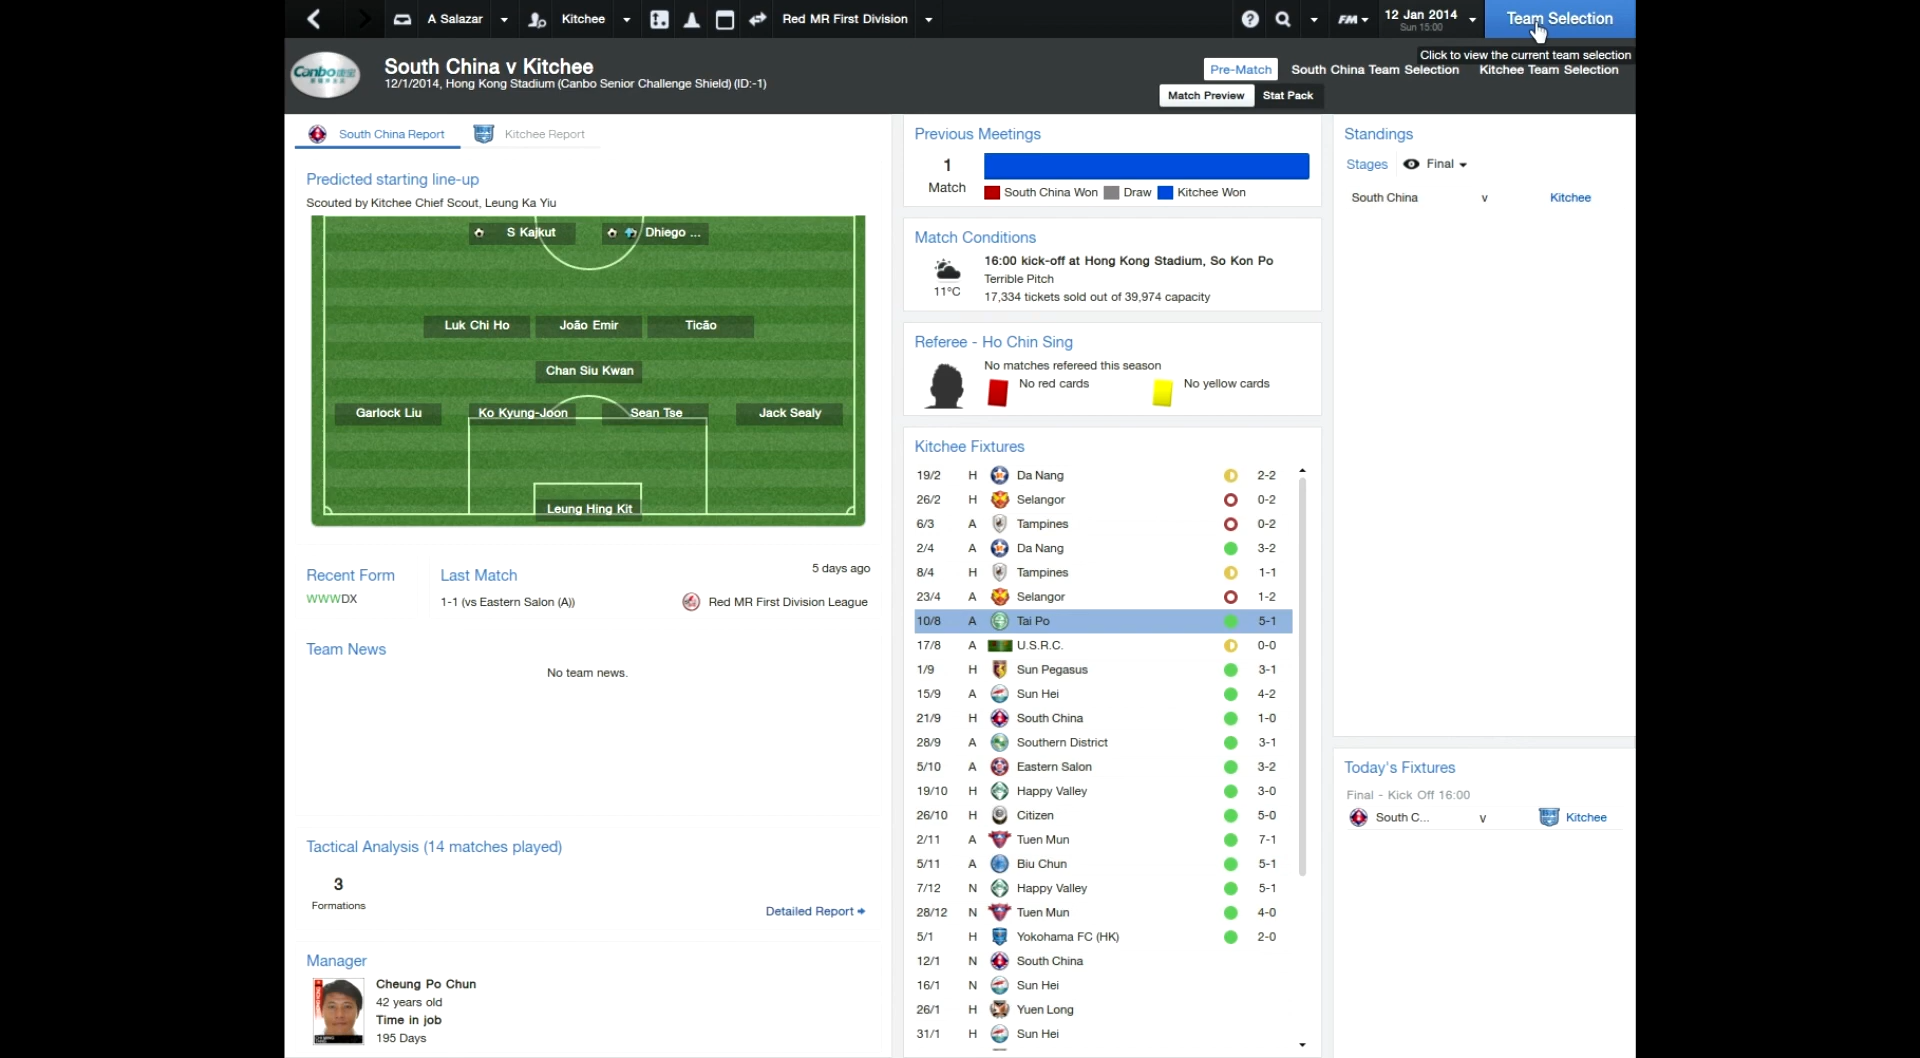 A Salazar
Kitchee
Red MR First Division
FM
12 Jan 2014
Sun 15:00
Team Selection
Click to view the current team selection
Canbo
South China v Kitchee
12/1/2014, Hong Kong Stadium (Canbo Senior Challenge Shield) (ID:-1)
Pre-Match
South China Team Selection
Kitchee Team Selection
Match Preview
Stat Pack
South China Report
Kitchee Report
Predicted starting line-up
Scouted by Kitchee Chief Scout, Leung Ka Yiu
S Kajkut
Dhiego ...
Luk Chi Ho
João Emir
Ticão
Chan Siu Kwan
Garlock Liu
Ko Kyung-Joon
Sean Tse
Jack Sealy
Leung Hing Kit
Recent Form
WWWDX
Last Match
5 days ago
1-1 (vs Eastern Salon (A))
Red MR First Division League
Team News
No team news.
Tactical Analysis (14 matches played)
3
Formations
Detailed Report
Manager
Cheung Po Chun
42 years old
Time in job
195 Days
Previous Meetings
1
Match
South China Won
Draw
Kitchee Won
Match Conditions
11°C
16:00 kick-off at Hong Kong Stadium, So Kon Po
Terrible Pitch
17,334 tickets sold out of 39,974 capacity
Referee - Ho Chin Sing
No matches refereed this season
No red cards
No yellow cards
Kitchee Fixtures
19/2 H Da Nang 2-2
26/2 H Selangor 0-2
6/3 A Tampines 0-2
2/4 A Da Nang 3-2
8/4 H Tampines 1-1
23/4 A Selangor 1-2
10/8 A Tai Po 5-1
17/8 A U.S.R.C. 0-0
1/9 H Sun Pegasus 3-1
15/9 A Sun Hei 4-2
21/9 H South China 1-0
28/9 A Southern District 3-1
5/10 A Eastern Salon 3-2
19/10 H Happy Valley 3-0
26/10 H Citizen 5-0
2/11 A Tuen Mun 7-1
5/11 A Biu Chun 5-1
7/12 N Happy Valley 5-1
28/12 N Tuen Mun 4-0
5/1 H Yokohama FC (HK) 2-0
12/1 N South China
16/1 N Sun Hei
26/1 H Yuen Long
31/1 H Sun Hei
Standings
Stages
Final
South China v Kitchee
Today's Fixtures
Final - Kick Off 16:00
South C... v Kitchee